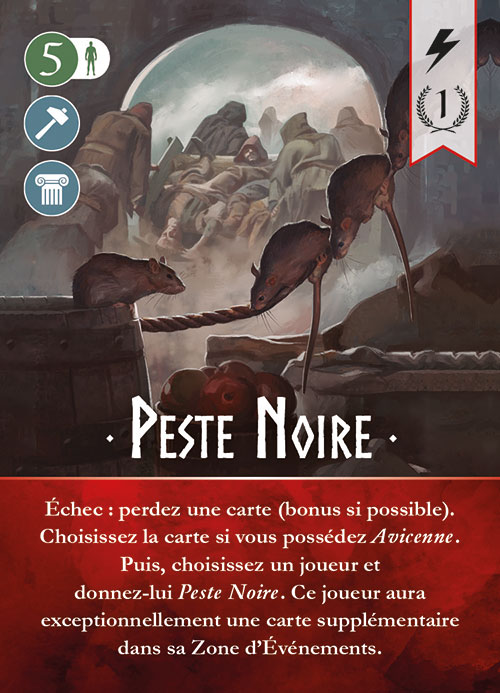 5
1
· Peste Noire ·
Échec : perdez une carte (bonus si possible).
Choisissez la carte si vous possédez Avicenne.
Puis, choisissez un joueur et
donnez-lui Peste Noire. Ce joueur aura
exceptionnellement une carte supplémentaire
dans sa Zone d’Événements.